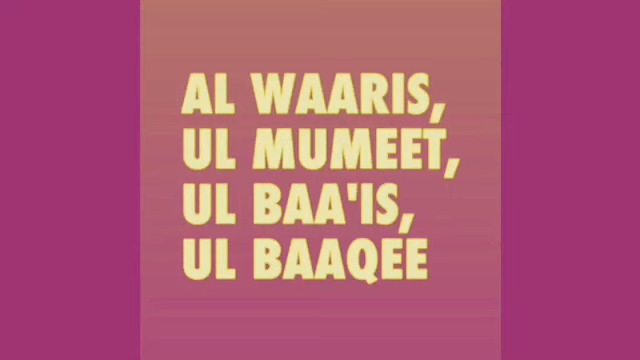 AL WAARIS,
UL MUMEET,
UL BAA'IS,
UL BAAQEE